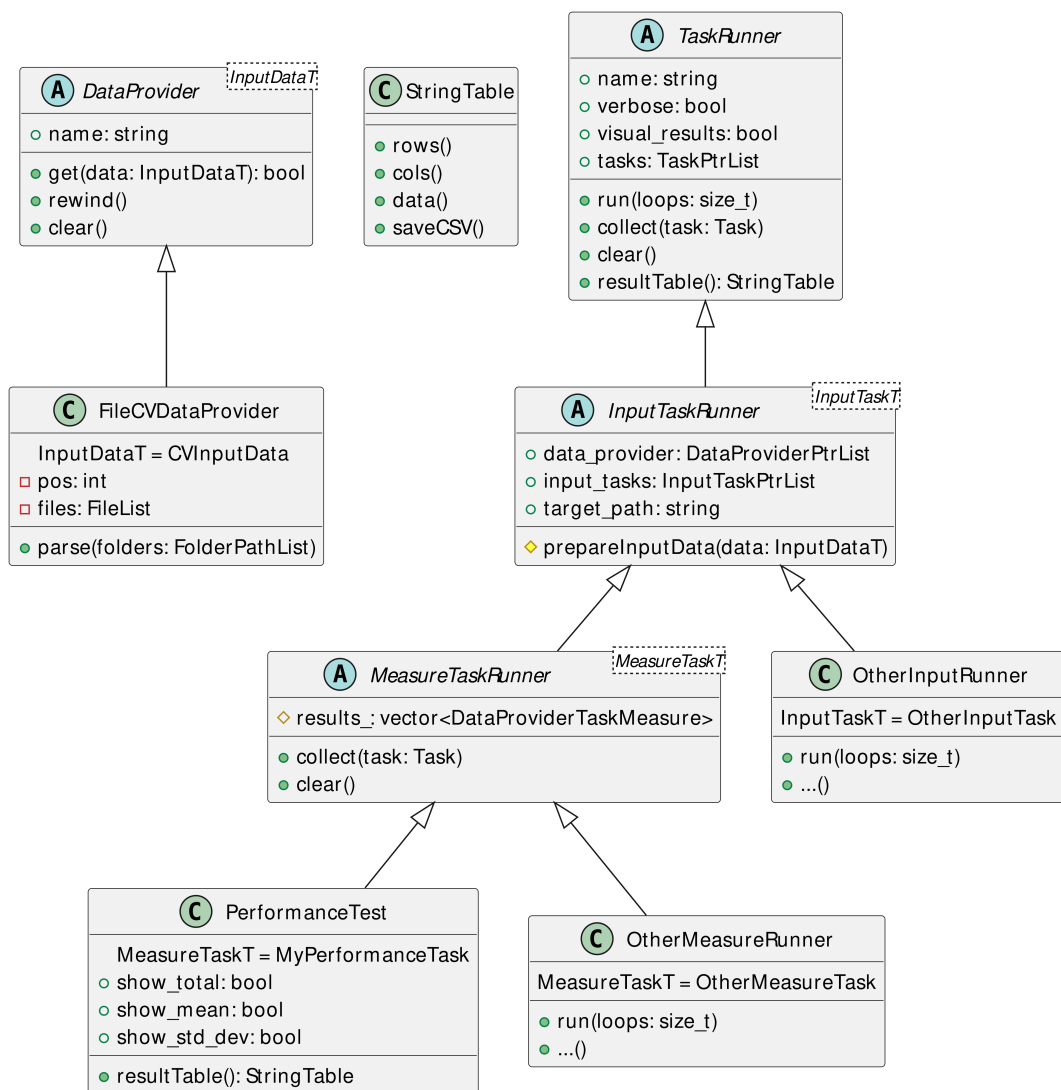 A DataProvider
InputDataT
name: string
get(data: InputDataT): bool
rewind()
clear()
C StringTable
rows()
cols()
data()
saveCSV()
A TaskRunner
name: string
verbose: bool
visual_results: bool
tasks: TaskPtrList
run(loops: size_t)
collect(task: Task)
clear()
resultTable(): StringTable
C FileCVDataProvider
InputDataT = CVInputData
pos: int
files: FileList
parse(folders: FolderPathList)
A InputTaskRunner
InputTaskT
data_provider: DataProviderPtrList
input_tasks: InputTaskPtrList
target_path: string
prepareInputData(data: InputDataT)
A MeasureTaskRunner
MeasureTaskT
results_: vector<DataProviderTaskMeasure>
collect(task: Task)
clear()
C OtherInputRunner
InputTaskT = OtherInputTask
run(loops: size_t)
...()
C PerformanceTest
MeasureTaskT = MyPerformanceTask
show_total: bool
show_mean: bool
show_std_dev: bool
resultTable(): StringTable
C OtherMeasureRunner
MeasureTaskT = OtherMeasureTask
run(loops: size_t)
...()